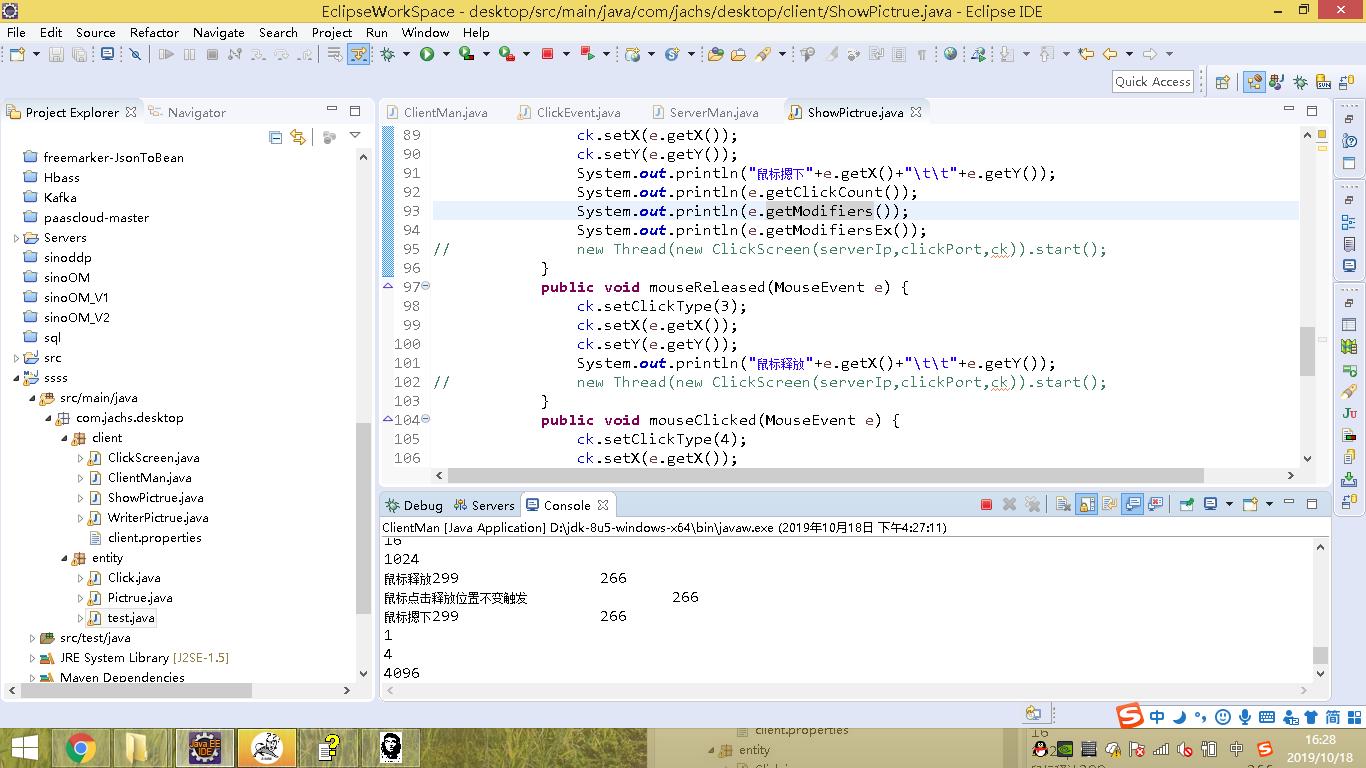 EclipseWorkSpace - desktop/src/main/java/com/jachs/desktop/client/ShowPictrue.java - Eclipse IDE
File Edit Source Refactor Navigate Search Project Run Window Help
Quick Access
Project Explorer Navigator
freemarker-JsonToBean
Hbass
Kafka
paascloud-master
Servers
sinoddp
sinoOM
sinoOM_V1
sinoOM_V2
sql
src
ssss
src/main/java
com.jachs.desktop
client
ClickScreen.java
ClientMan.java
ShowPictrue.java
WriterPictrue.java
client.properties
entity
Click.java
Pictrue.java
test.java
src/test/java
JRE System Library [J2SE-1.5]
Maven Dependencies
ClientMan.java ClickEvent.java ServerMan.java ShowPictrue.java
89 ck.setX(e.getX());
90 ck.setY(e.getY());
91 System.out.println("鼠标摁下"+e.getX()+"\t\t"+e.getY());
92 System.out.println(e.getClickCount());
93 System.out.println(e.getModifiers());
94 System.out.println(e.getModifiersEx());
95 // new Thread(new ClickScreen(serverIp,clickPort,ck)).start();
96 }
97 public void mouseReleased(MouseEvent e) {
98 ck.setClickType(3);
99 ck.setX(e.getX());
100 ck.setY(e.getY());
101 System.out.println("鼠标释放"+e.getX()+"\t\t"+e.getY());
102 // new Thread(new ClickScreen(serverIp,clickPort,ck)).start();
103 }
104 public void mouseClicked(MouseEvent e) {
105 ck.setClickType(4);
106 ck.setX(e.getX());
Debug Servers Console
ClientMan [Java Application] D:\jdk-8u5-windows-x64\bin\javaw.exe (2019年10月18日 下午4:27:11)
16
1024
鼠标释放299 266
鼠标点击释放位置不变触发 266
鼠标摁下299 266
1
4
4096
中 简
client.properties
entity
16
中
16:28
2019/10/18